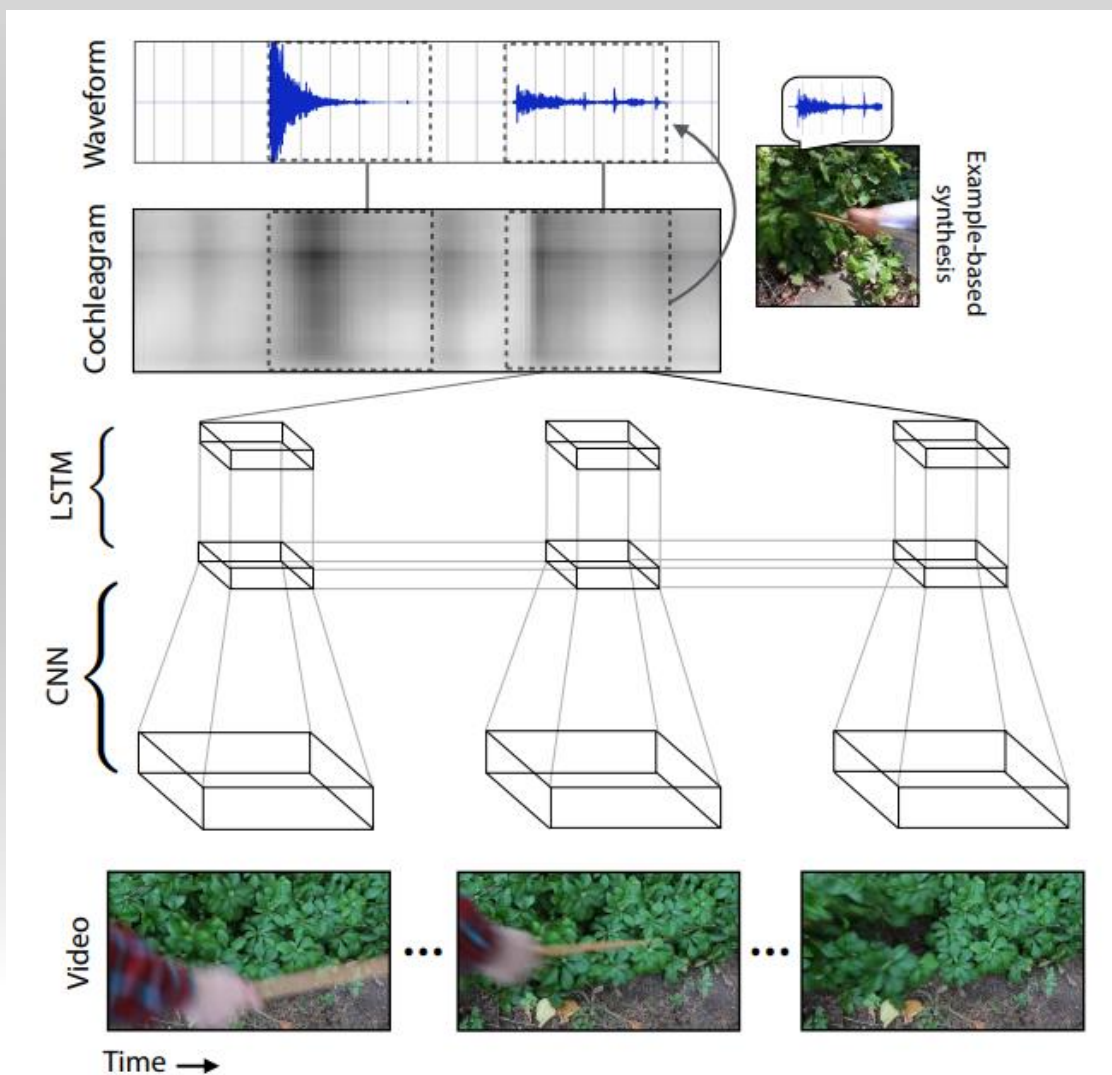 Waveform
Example-based
synthesis
Cochleagram
LSTM
CNN
Video
Time